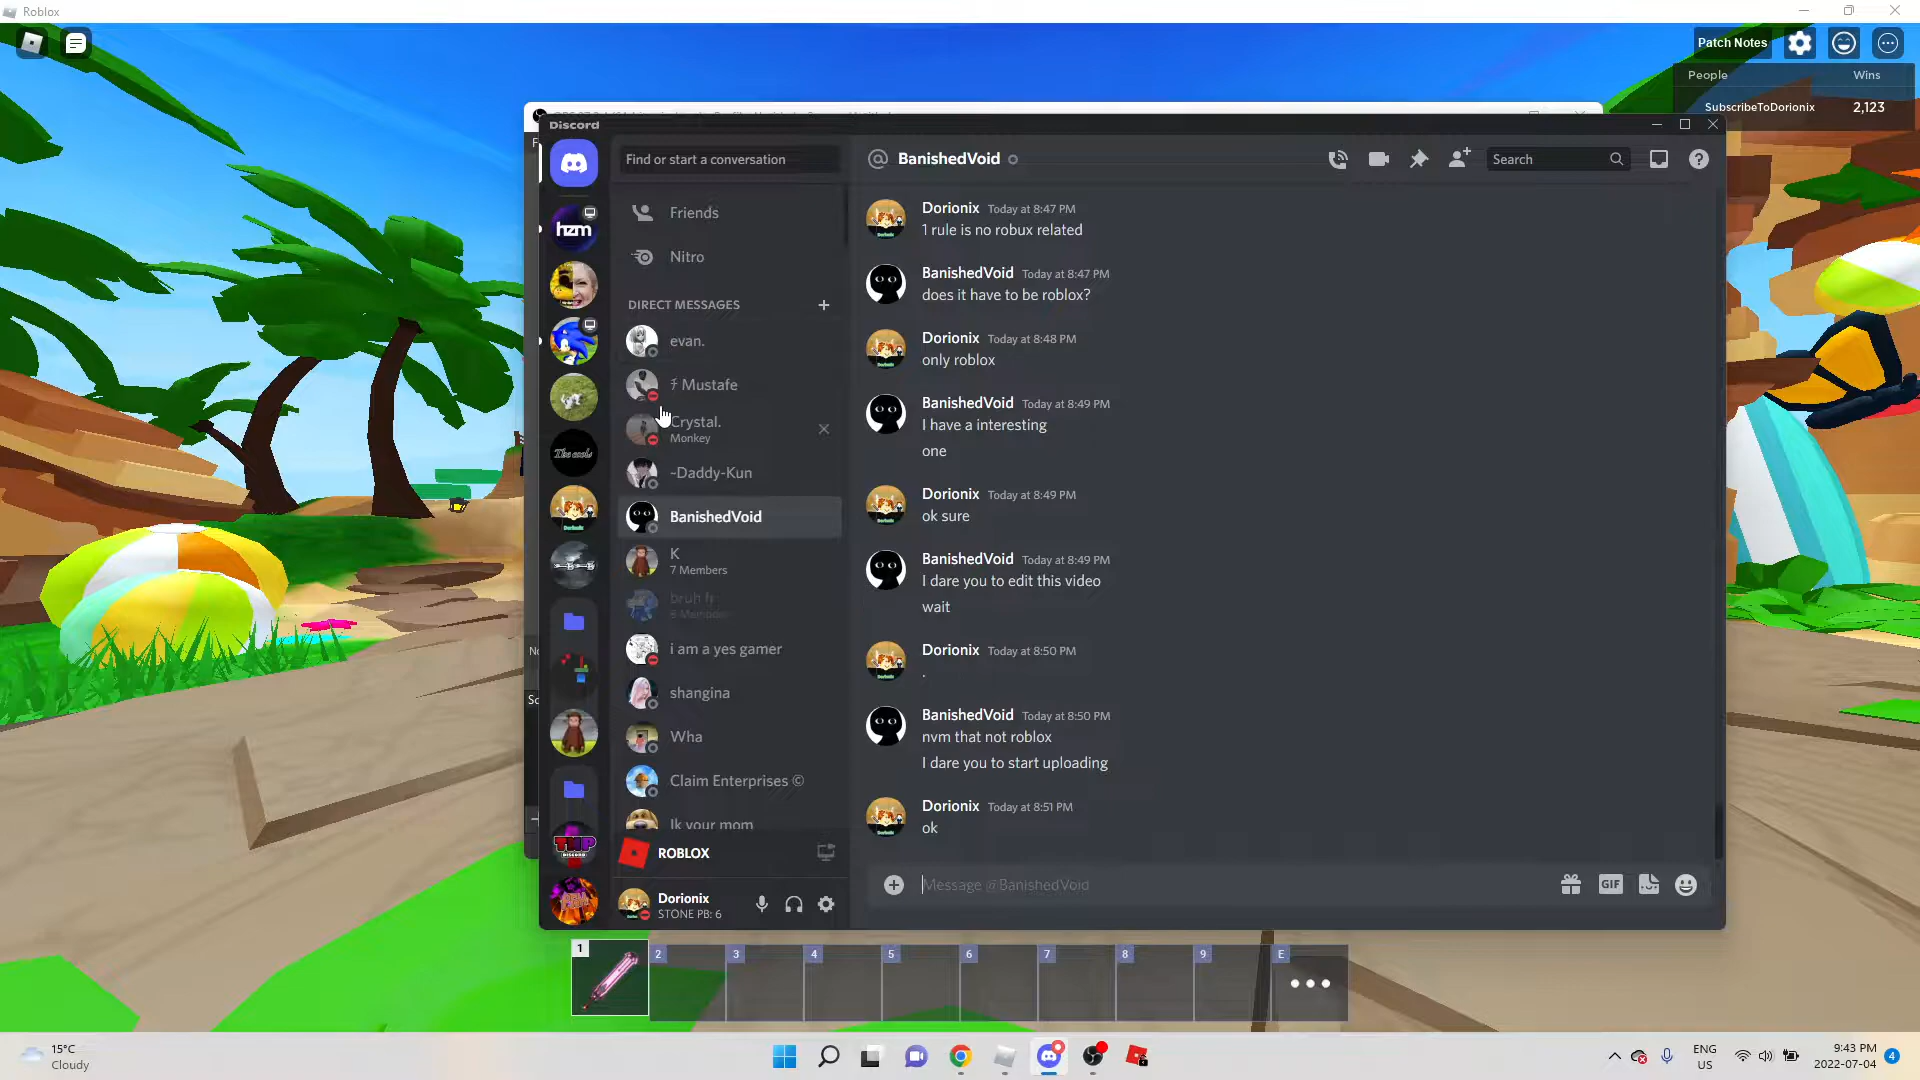 Roblox
Patch Notes
People Wins
SubscribeToDorionix 2,123
Discord
Find or start a conversation
@ BanishedVoid
Search
Friends
Nitro
DIRECT MESSAGES
evan.
Mustafe
Crystal.
Monkey
~Daddy-Kun
BanishedVoid
K
7 Members
bruh fr
i am a yes gamer
shangina
Wha
Claim Enterprises ©
Ik your mom
ROBLOX
Dorionix
STONE PB: 6
hzm
Dorionix
THP
DISCORD
Dorionix Today at 8:47 PM
1 rule is no robux related
BanishedVoid Today at 8:47 PM
does it have to be roblox?
Dorionix Today at 8:48 PM
only roblox
BanishedVoid Today at 8:49 PM
I have a interesting
one
Dorionix Today at 8:49 PM
ok sure
BanishedVoid Today at 8:49 PM
I dare you to edit this video
wait
Dorionix Today at 8:50 PM
.
BanishedVoid Today at 8:50 PM
nvm that not roblox
I dare you to start uploading
Dorionix Today at 8:51 PM
ok
Message @BanishedVoid
GIF
1 2 3 4 5 6 7 8 9 E
15°C
Cloudy
ENG
US
9:43 PM
2022-07-04
4